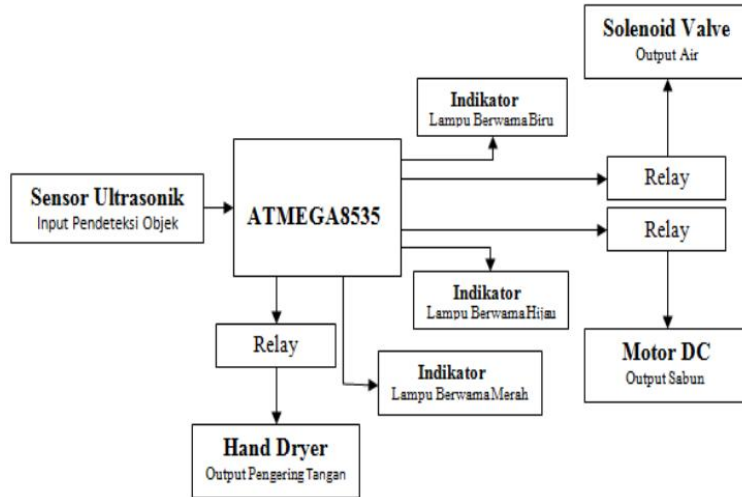 Solenoid Valve
Output Air
Indikator
Lampu Berwarna Biru
Relay
Sensor Ultrasonik
Input Pendeteksi Objek
ATMEGA8535
Relay
Indikator
Lampu Berwarna Hijau
Relay
Motor DC
Output Sabun
Indikator
Lampu Berwarna Merah
Hand Dryer
Output Pengering Tangan